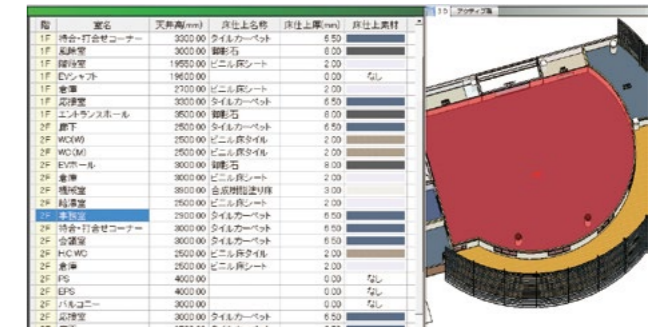 3D アクティブ階
階 室名 天井高(mm) 床仕上名称 床仕上厚(mm) 床仕上素材
1F 待合・打合せコーナー 3300.00 タイルカーペット 6.50
1F 風除室 3000.00 御影石 8.00
1F 階段室 19550.00 ビニル床シート 2.00
1F EVシャフト 19600.00 0.00 なし
1F 倉庫 2700.00 ビニル床シート 2.00
1F 応接室 3300.00 タイルカーペット 6.50
1F エントランスホール 3500.00 御影石 8.00
2F 廊下 2500.00 タイルカーペット 6.50
2F WC(W) 2500.00 ビニル床タイル 2.00
2F WC(M) 2500.00 ビニル床タイル 2.00
2F EVホール 3000.00 御影石 8.00
2F 倉庫 3000.00 ビニル床シート 2.00
2F 機械室 3900.00 合成樹脂塗り床 3.00
2F 給湯室 2500.00 ビニル床シート 2.00
2F 事務室 2900.00 タイルカーペット 6.50
2F 待合・打合せコーナー 3000.00 タイルカーペット 6.50
2F 会議室 3000.00 タイルカーペット 6.50
2F HC-WC 2500.00 ビニル床タイル 2.00
2F 倉庫 2500.00 ビニル床シート 2.00
2F PS 4000.00 0.00 なし
2F EPS 4000.00 0.00 なし
2F バルコニー 3000.00 0.00 なし
2F 応接室 3000.00 タイルカーペット 6.50